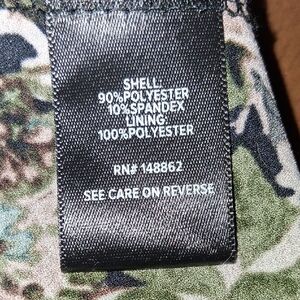 SHELL:
90%POLYESTER
10%SPANDEX
LINING:
100%POLYESTER
RN# 148862
SEE CARE ON REVERSE